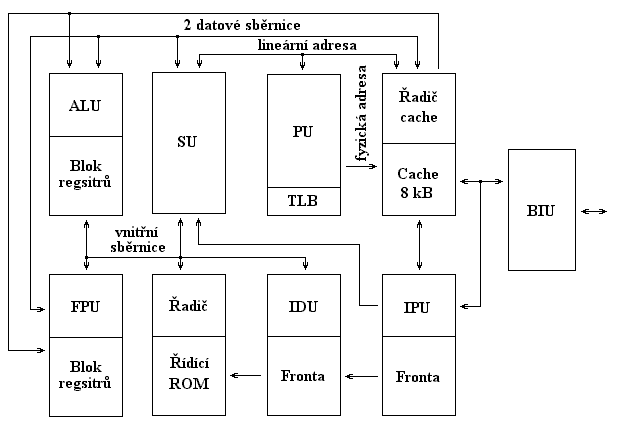 2 datové sběrnice
lineární adresa
ALU
Blok
regsitrů
SU
PU
TLB
fyzická adresa
Řadič
cache
Cache
8 kB
BIU
vnitřní
sběrnice
FPU
Blok
regsitrů
Řadič
Řídící
ROM
IDU
Fronta
IPU
Fronta